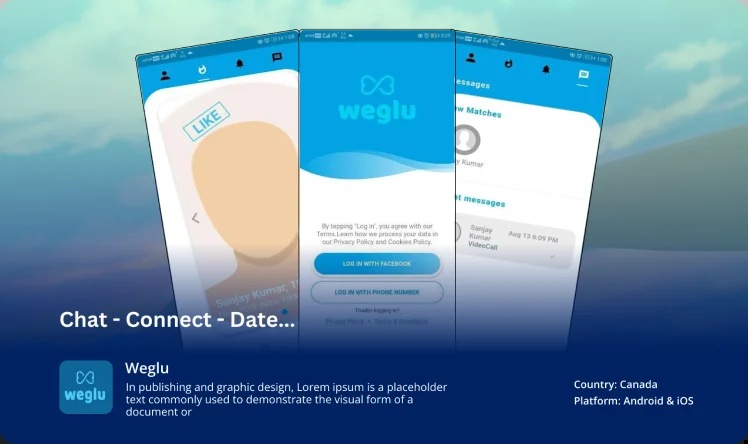 LIKE
Sanjay Kumar, 1
weglu
By tapping "Log in", you agree with our
Terms.Learn how we process your data in
our Privacy Policy and Cookies Policy.
LOG IN WITH FACEBOOK
LOG IN WITH PHONE NUMBER
Trouble logging in?
Privacy Policy • Terms & Conditions
essages
ew Matches
ay Kumar
nt messages
Sanjay
Kumar
Aug 13 6:09 PM
VideoCall
Chat - Connect - Date...
weglu
Weglu
In publishing and graphic design, Lorem ipsum is a placeholder
text commonly used to demonstrate the visual form of a
document or
Country: Canada
Platform: Android & iOS